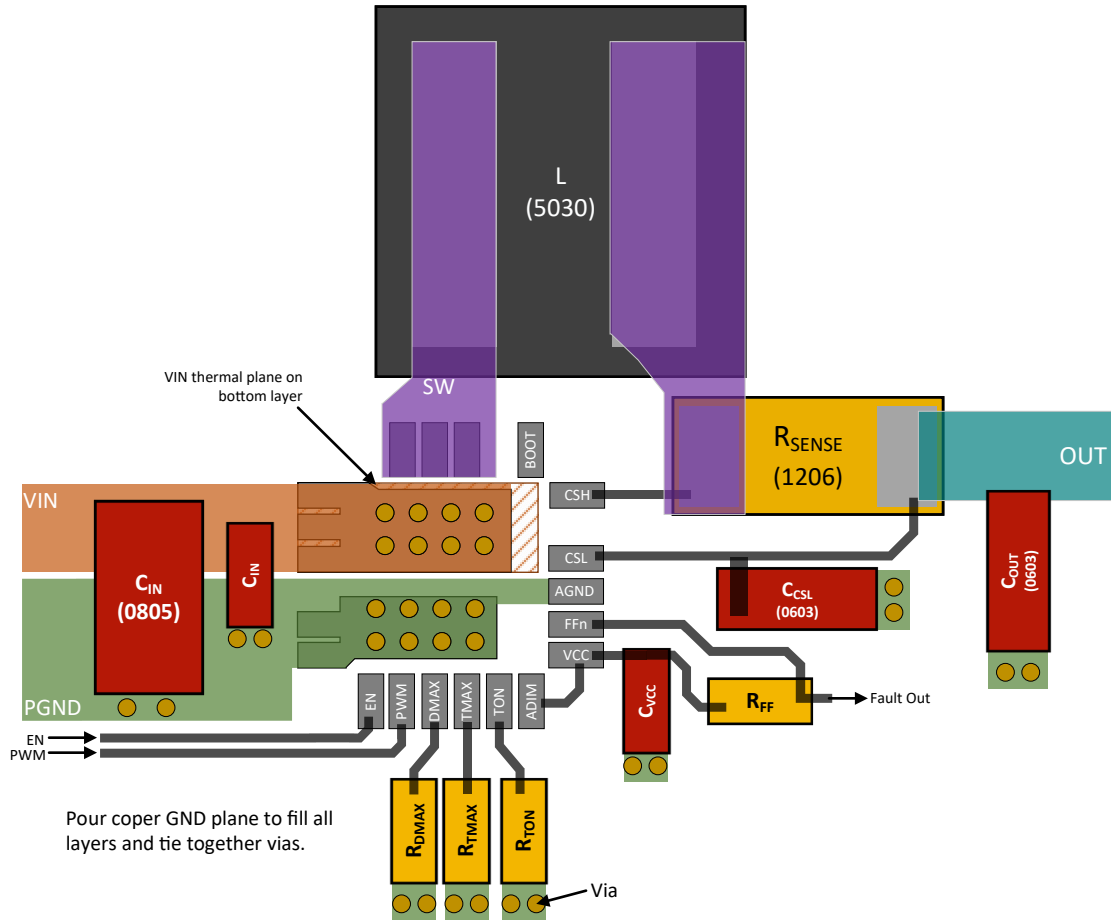 L
(5030)
VIN thermal plane on
bottom layer
SW
BOOT
RSENSE
(1206)
OUT
VIN
CSH
CSL
CIN
(0805)
CIN
AGND
CCSL
(0603)
COUT
(0603)
FFn
VCC
PGND
EN
PWM
DMAX
TMAX
TON
ADIM
CVCC
RFF
Fault Out
EN
PWM
RDMAX
RTMAX
RTON
Pour coper GND plane to fill all
layers and tie together vias.
Via